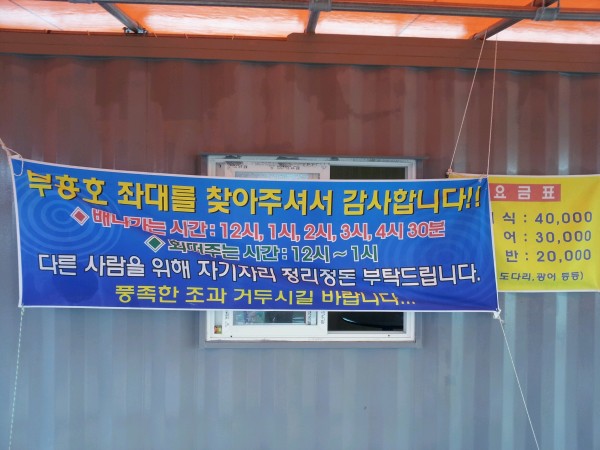 부흥호 좌대를 찾아주셔서 감사합니다!!
배나가는 시간 : 12시, 1시, 2시, 3시, 4시 30분
회떠주는 시간 : 12시~1시
다른 사람을 위해 자기자리 정리정돈 부탁드립니다.
풍족한 조과 거두시길 바랍니다...
요금표
식 : 40,000
어 : 30,000
반 : 20,000
도다리,광어 등등)